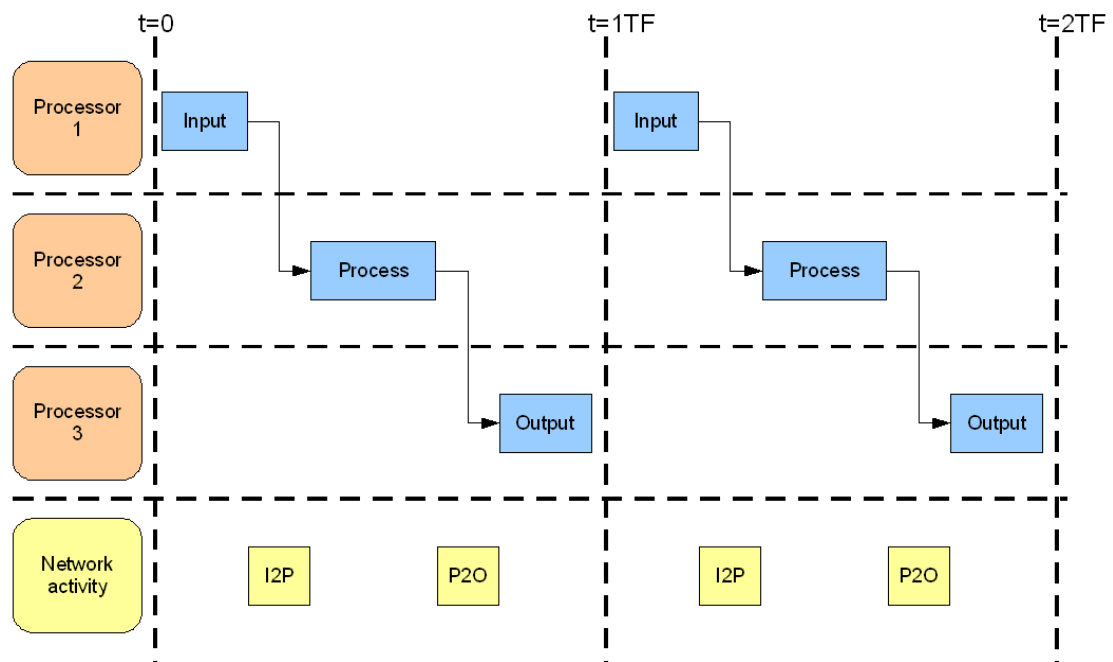 t=0
t=1TF
t=2TF
Processor
1
Input
Input
Processor
2
Process
Process
Processor
3
Output
Output
Network
activity
I2P
P2O
I2P
P2O